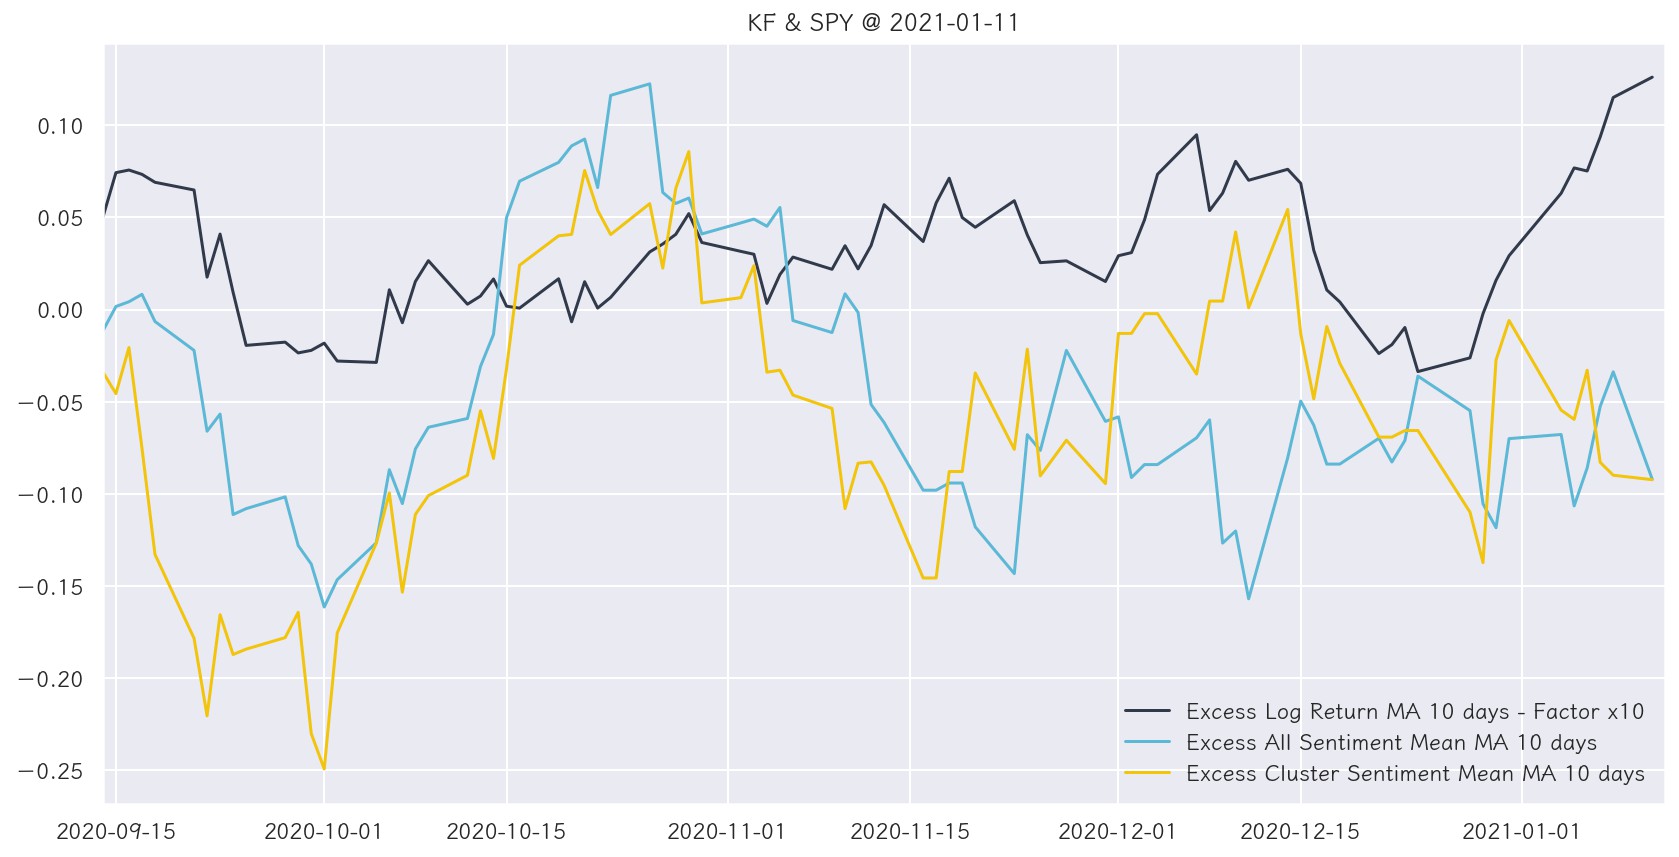 KF & SPY @ 2021-01-11
0.10
0.05
0.00
−0.05
−0.10
−0.15
−0.20
−0.25
Excess Log Return MA 10 days - Factor x10
Excess All Sentiment Mean MA 10 days
Excess Cluster Sentiment Mean MA 10 days
2020-09-15 2020-10-01 2020-10-15 2020-11-01 2020-11-15 2020-12-01 2020-12-15 2021-01-01